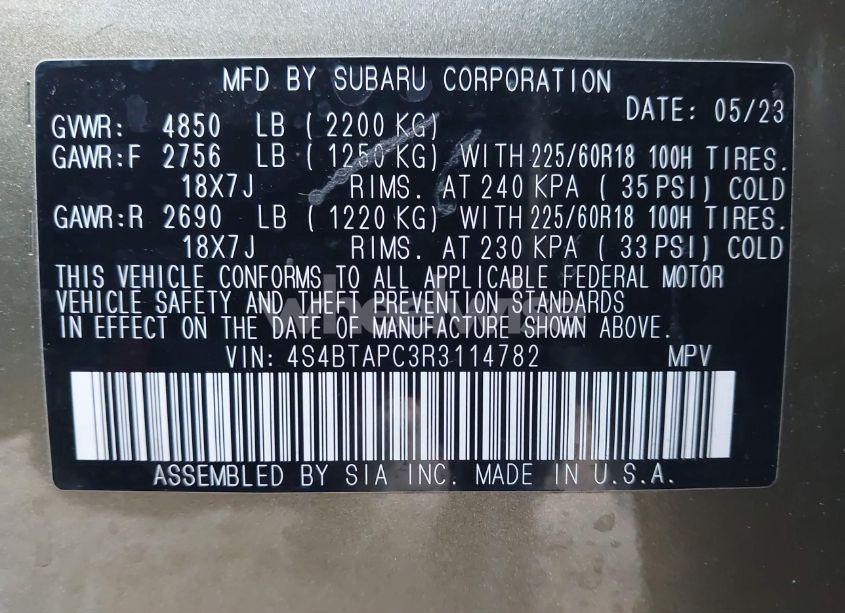 MFD BY SUBARU CORPORATION
DATE: 05/23
GVWR: 4850 LB ( 2200 KG)
GAWR:F 2756 LB ( 1250 KG) WITH 225/60R18 100H TIRES.
18X7J RIMS. AT 240 KPA ( 35 PSI) COLD
GAWR:R 2690 LB ( 1220 KG) WITH 225/60R18 100H TIRES.
18X7J RIMS. AT 230 KPA ( 33 PSI) COLD
THIS VEHICLE CONFORMS TO ALL APPLICABLE FEDERAL MOTOR
VEHICLE SAFETY AND THEFT PREVENTION STANDARDS
IN EFFECT ON THE DATE OF MANUFACTURE SHOWN ABOVE.
VIN: 4S4BTAPC3R3114782 MPV
ASSEMBLED BY SIA INC. MADE IN U.S.A.